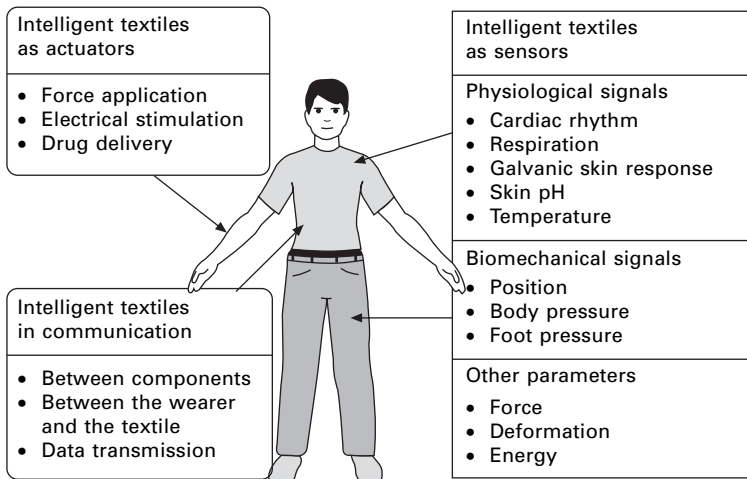 Intelligent textiles
as actuators
• Force application
• Electrical stimulation
• Drug delivery
Intelligent textiles
in communication
• Between components
• Between the wearer
and the textile
• Data transmission
Intelligent textiles
as sensors
Physiological signals
• Cardiac rhythm
• Respiration
• Galvanic skin response
• Skin pH
• Temperature
Biomechanical signals
• Position
• Body pressure
• Foot pressure
Other parameters
• Force
• Deformation
• Energy